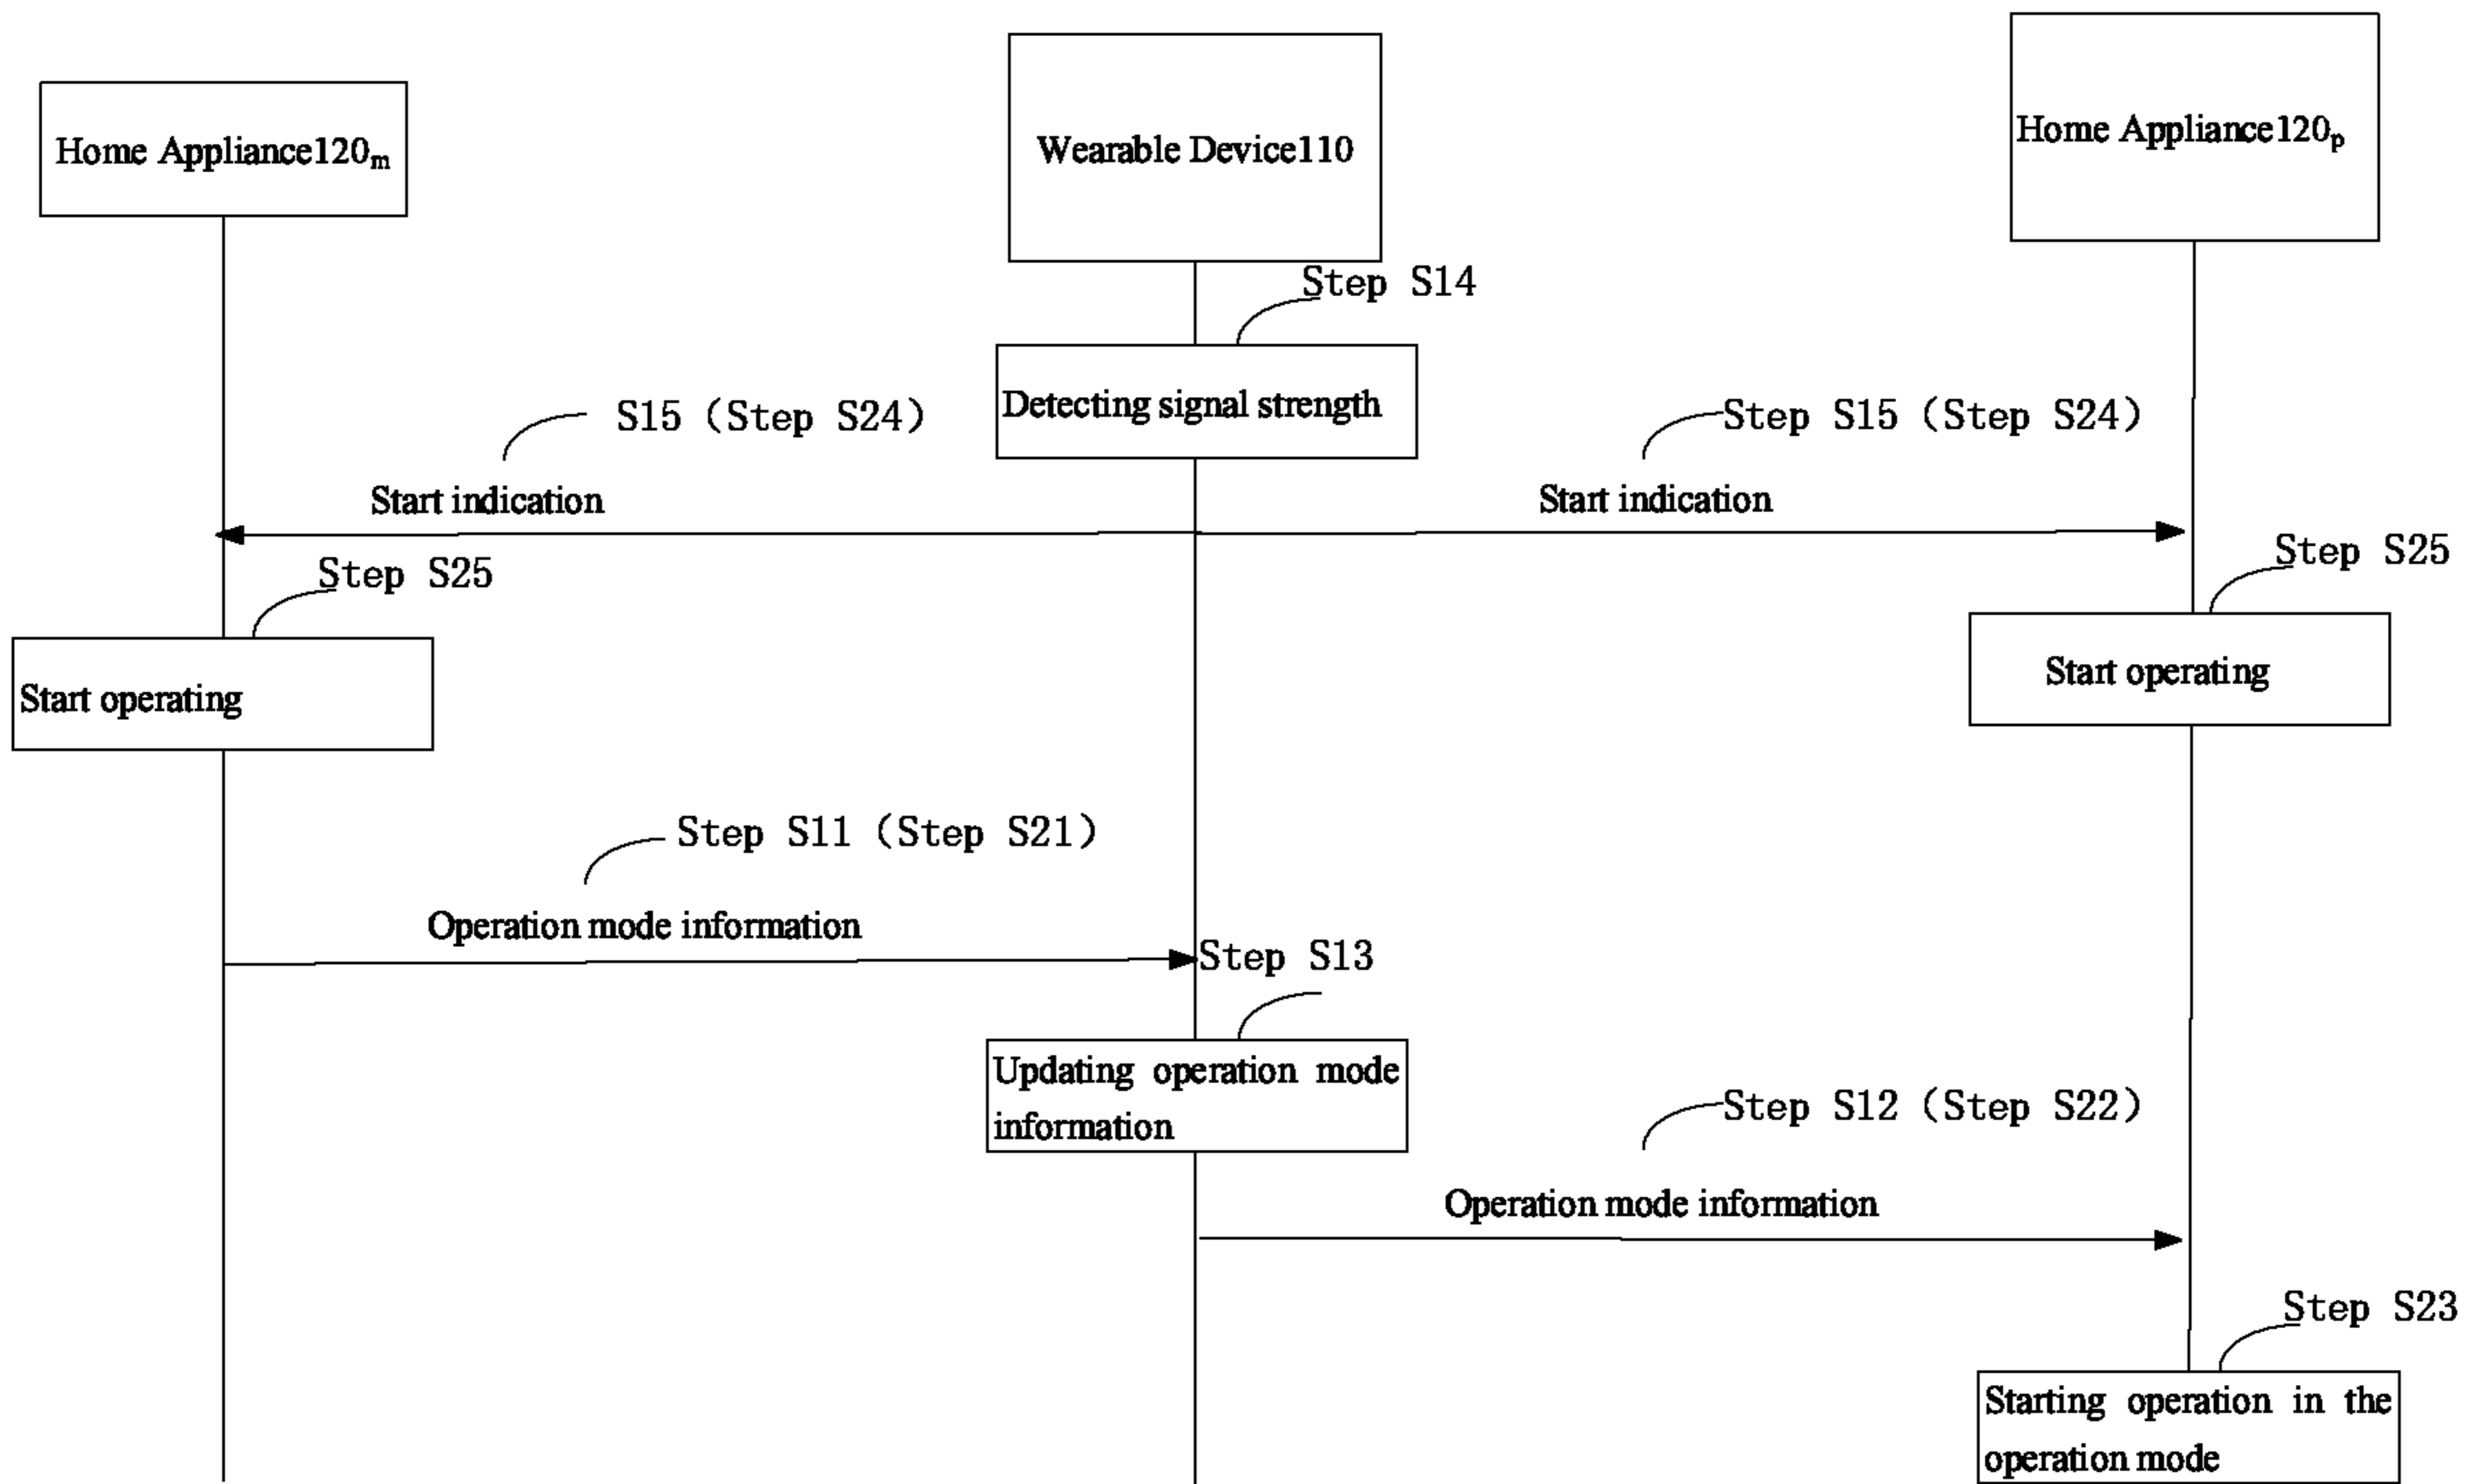 Home Appliance120m
Wearable Device110
Home Appliance120p
Step S14
Detecting signal strength
S15 (Step S24)
Step S15 (Step S24)
Start indication
Start indication
Step S25
Step S25
Start operating
Start operating
Step S11 (Step S21)
Operation mode information
Step S13
Updating operation mode
information
Step S12 (Step S22)
Operation mode information
Step S23
Starting operation in the
operation mode